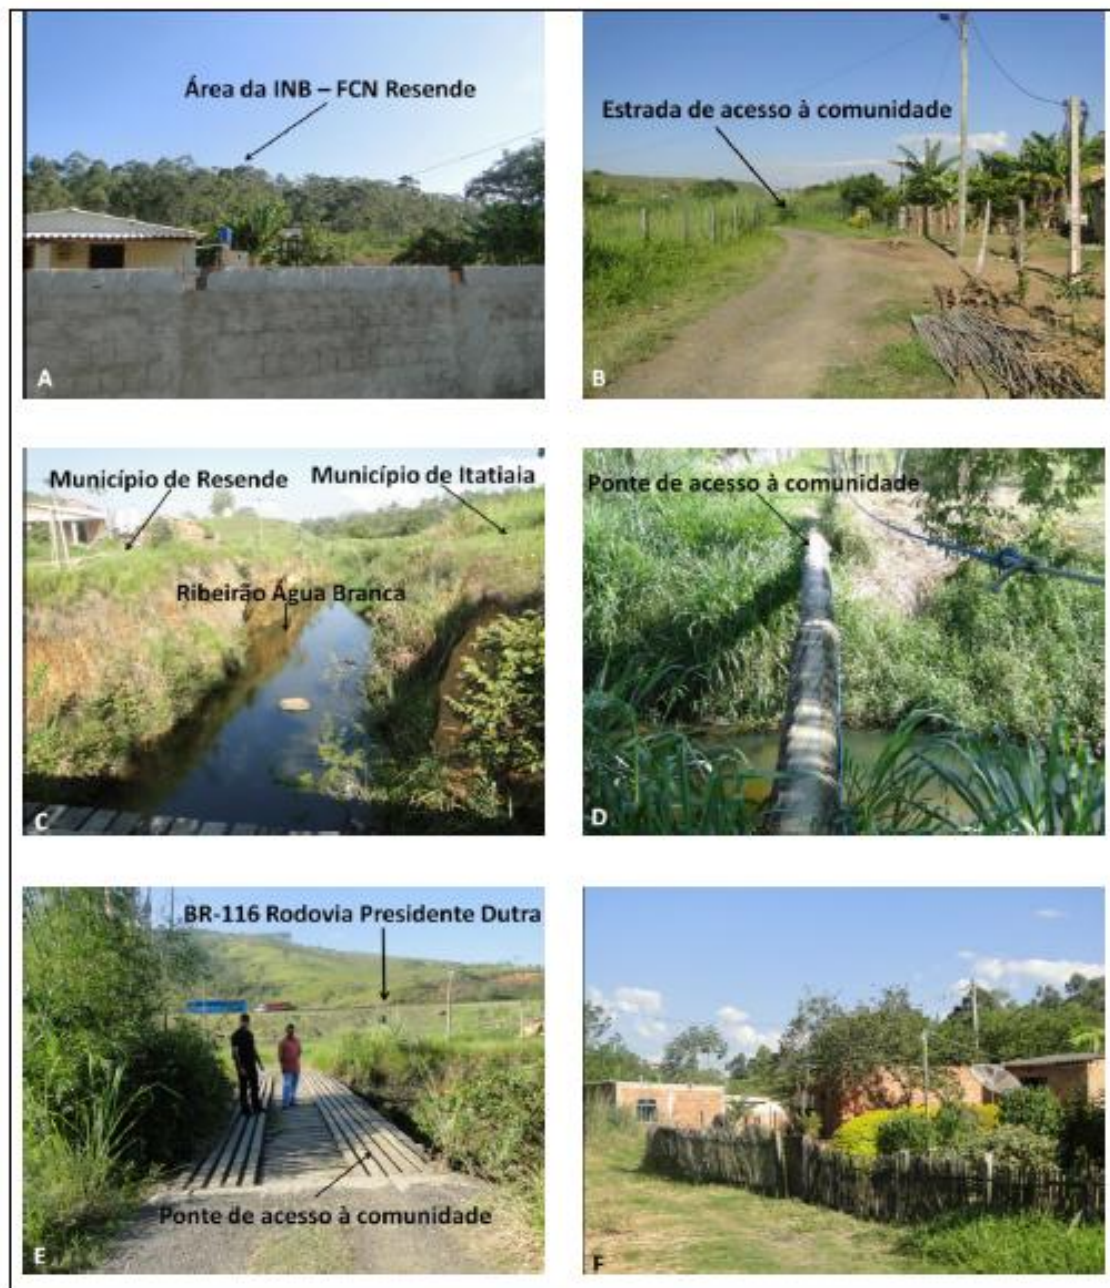 Área da INB – FCN Resende
A
Estrada de acesso à comunidade
B
Município de Resende
Município de Itatiaia
Ribeirão Água Branca
C
Ponte de acesso à comunidade
D
BR-116 Rodovia Presidente Dutra
Ponte de acesso à comunidade
E
F